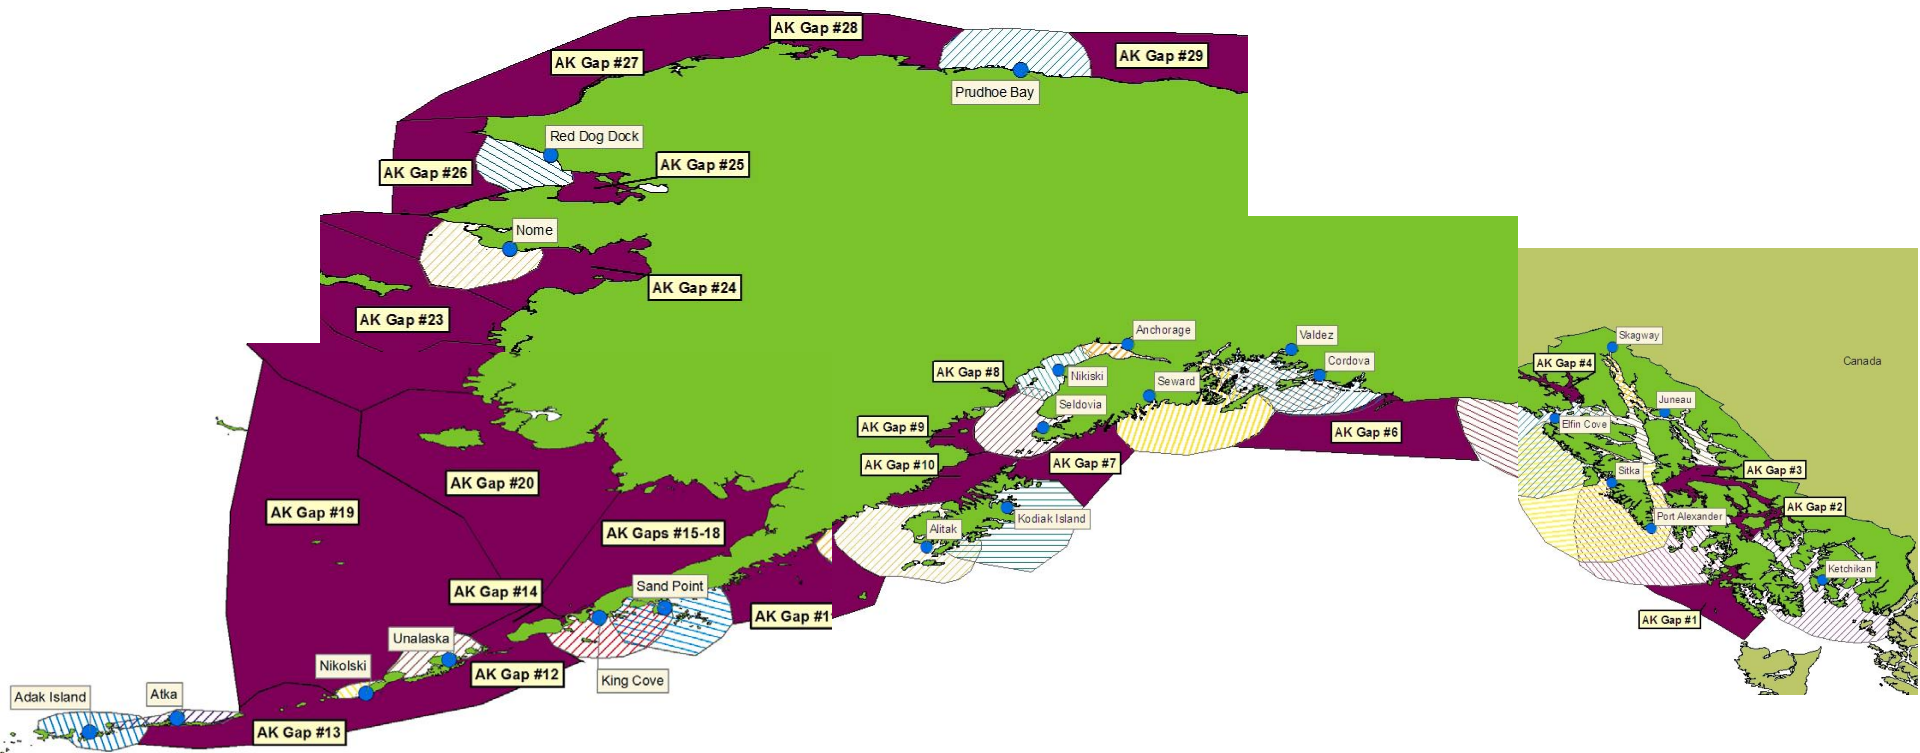 AK Gap #28
AK Gap #27
AK Gap #29
Prudhoe Bay
Red Dog Dock
AK Gap #26
AK Gap #25
Nome
AK Gap #24
AK Gap #23
Anchorage
Valdez
Skagway
AK Gap #4
Canada
AK Gap #8
Nikiski
Cordova
Seward
Seldovia
Juneau
AK Gap #9
AK Gap #6
Elfin Cove
AK Gap #10
AK Gap #7
Sitka
AK Gap #3
AK Gap #20
AK Gap #19
AK Gap #2
Kodiak Island
Port Alexander
Alitak
AK Gaps #15-18
Ketchikan
AK Gap #14
Sand Point
AK Gap #1
AK Gap #1
Unalaska
Nikolski
AK Gap #12
King Cove
Adak Island
Atka
AK Gap #13